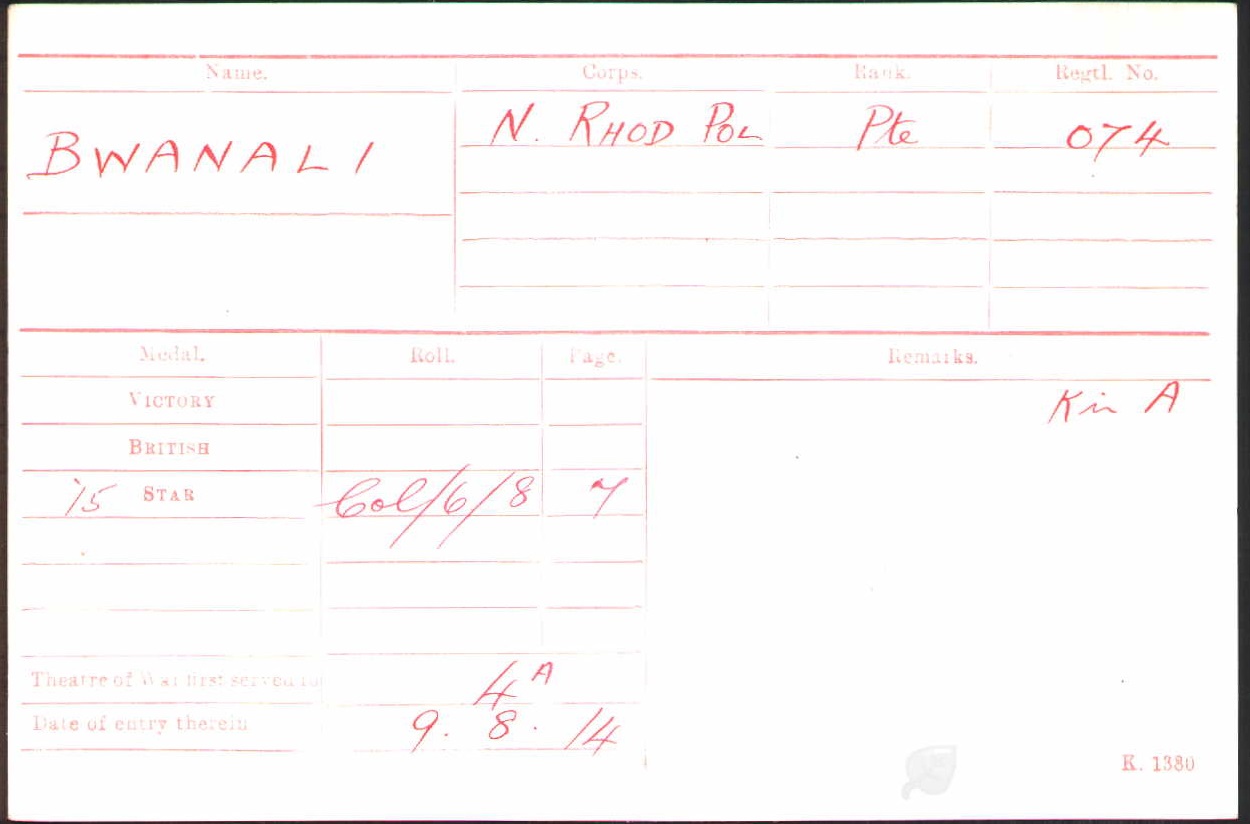 Name. Corps. Rank. Regtl. No.
BWANALI N. RHOD POL Pte 074
Medal. Roll. Page. Remarks.
VICTORY K in A
BRITISH
'15 STAR Col/6/8 7
Theatre of War first served in 4A
Date of entry therein 9. 8. 14
K. 1380